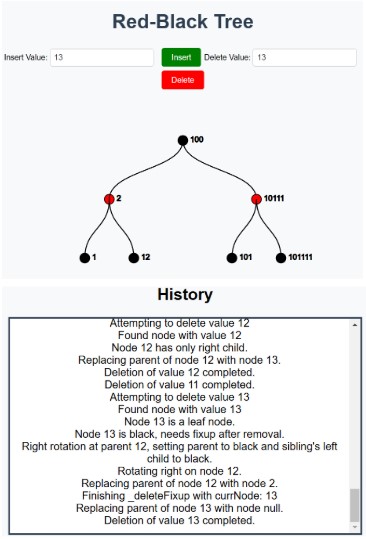 Red-Black Tree
Insert Value: 13 Insert Delete Value: 13
Delete
100
2 10111
1 12 101 101111
History
Attempting to delete value 12
Found node with value 12
Node 12 has only right child.
Replacing parent of node 12 with node 13.
Deletion of value 12 completed.
Deletion of value 11 completed.
Attempting to delete value 13
Found node with value 13
Node 13 is a leaf node.
Node 13 is black, needs fixup after removal.
Right rotation at parent 12, setting parent to black and sibling's left
child to black.
Rotating right on node 12.
Replacing parent of node 12 with node 2.
Finishing _deleteFixup with currNode: 13
Replacing parent of node 13 with node null.
Deletion of value 13 completed.